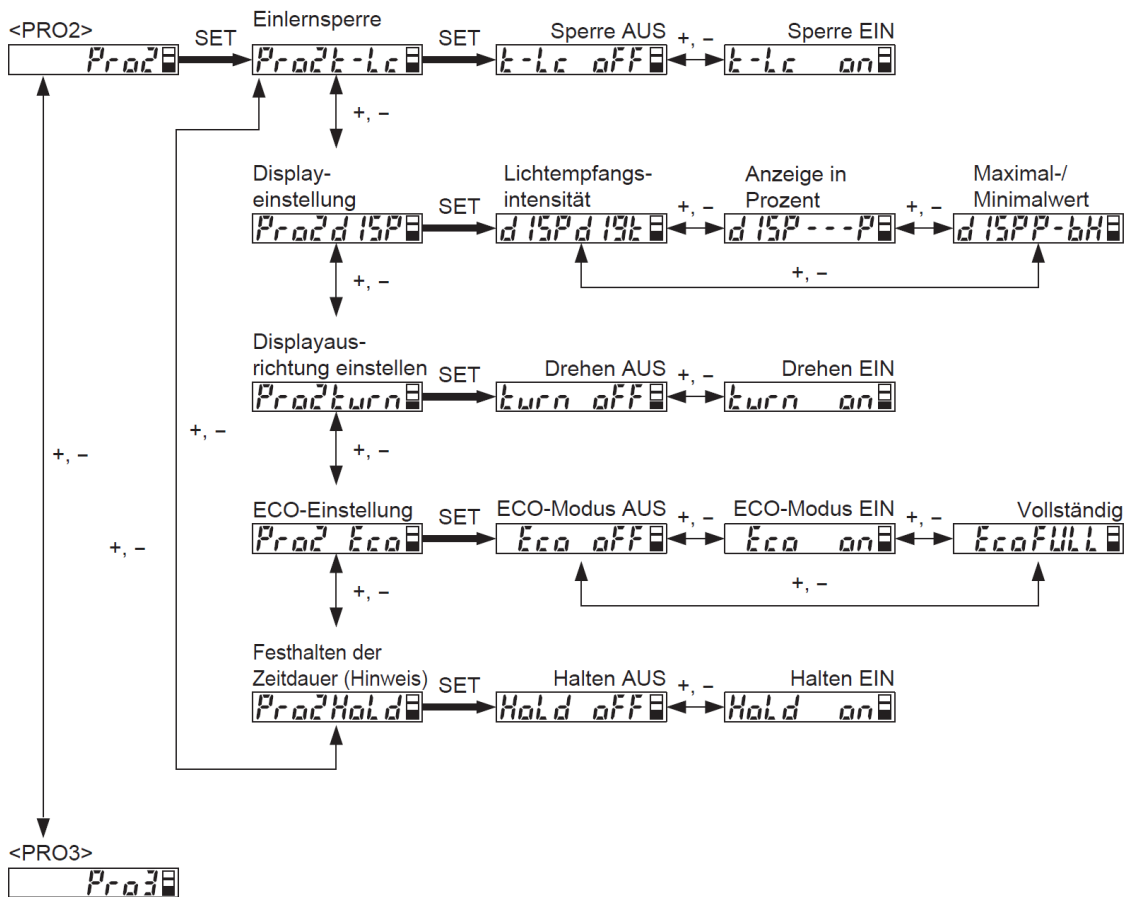 <PRO2>
Pro2
SET
Einlernsperre
Pro2t-Lc
SET
Sperre AUS
t-Lc oFF
+, –
Sperre EIN
t-Lc on
+, –
Display-
einstellung
Pro2dISP
SET
Lichtempfangs-
intensität
dISPdIgt
+, –
Anzeige in
Prozent
dISP---P
+, –
Maximal-/
Minimalwert
dISPP-bH
+, –
+, –
Displayaus-
richtung einstellen
Pro2turn
SET
Drehen AUS
turn oFF
+, –
Drehen EIN
turn on
+, –
+, –
+, –
+, –
ECO-Einstellung
Pro2 Eco
SET
ECO-Modus AUS
Eco oFF
+, –
ECO-Modus EIN
Eco on
+, –
Vollständig
EcoFULL
+, –
+, –
Festhalten der
Zeitdauer (Hinweis)
Pro2HoLd
SET
Halten AUS
HoLd oFF
+, –
Halten EIN
HoLd on
<PRO3>
Pro3